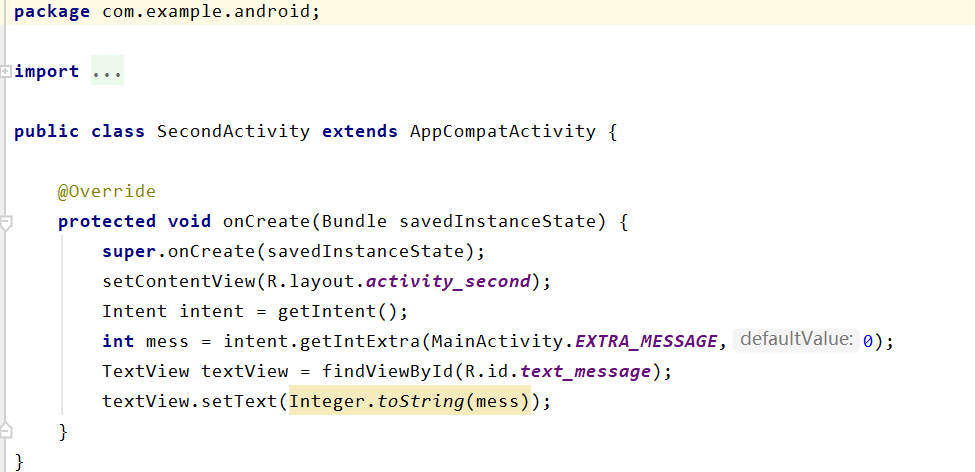 package com.example.android;
import ...
public class SecondActivity extends AppCompatActivity {
@Override
protected void onCreate(Bundle savedInstanceState) {
super.onCreate(savedInstanceState);
setContentView(R.layout.activity_second);
Intent intent = getIntent();
int mess = intent.getIntExtra(MainActivity.EXTRA_MESSAGE, defaultValue: 0);
TextView textView = findViewById(R.id.text_message);
textView.setText(Integer.toString(mess));
}
}